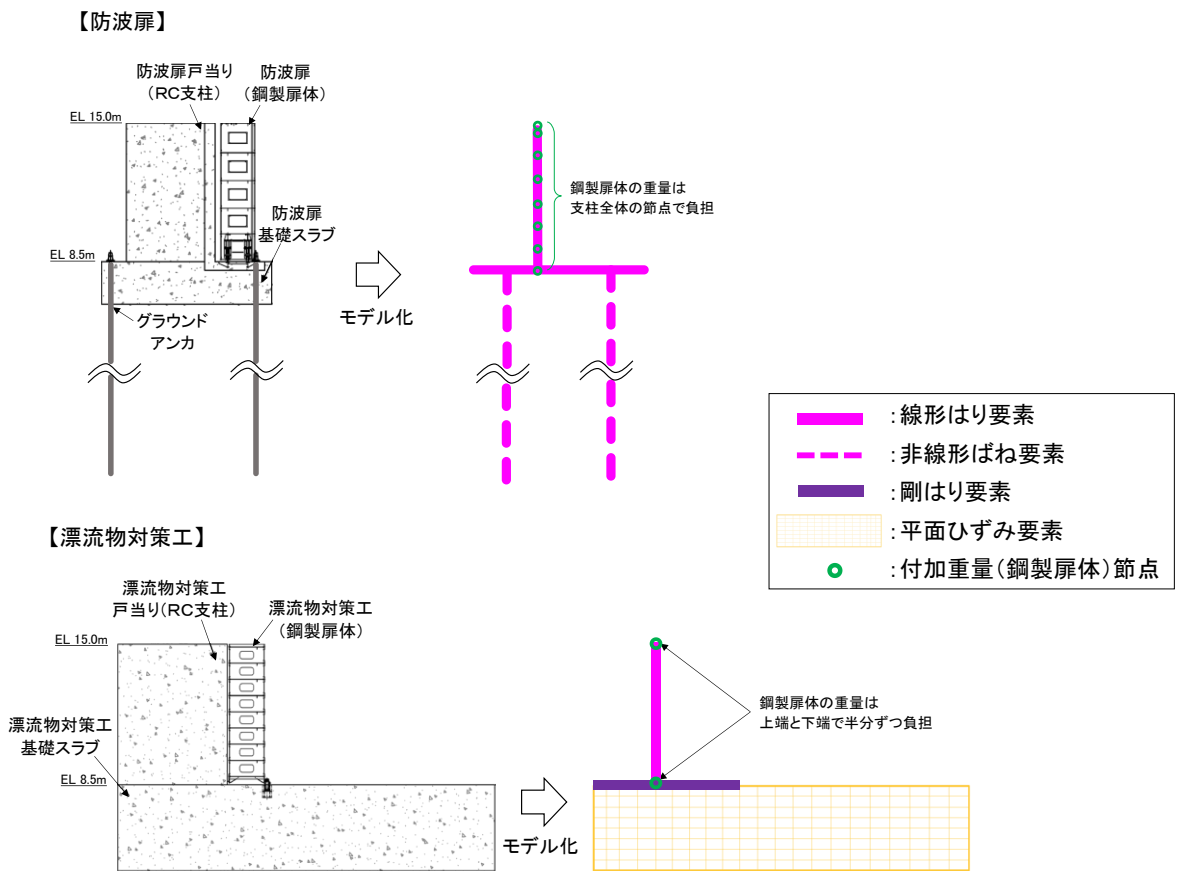 【防波扉】
防波扉戸当り
(RC支柱)
防波扉
(鋼製扉体)
EL 15.0m
防波扉
基礎スラブ
EL 8.5m
グラウンド
アンカ
モデル化
鋼製扉体の重量は
支柱全体の節点で負担
:線形はり要素
:非線形ばね要素
:剛はり要素
:平面ひずみ要素
:付加重量(鋼製扉体)節点
【漂流物対策工】
漂流物対策工
戸当り(RC支柱)
漂流物対策工
(鋼製扉体)
EL 15.0m
漂流物対策工
基礎スラブ
EL 8.5m
モデル化
鋼製扉体の重量は
上端と下端で半分ずつ負担